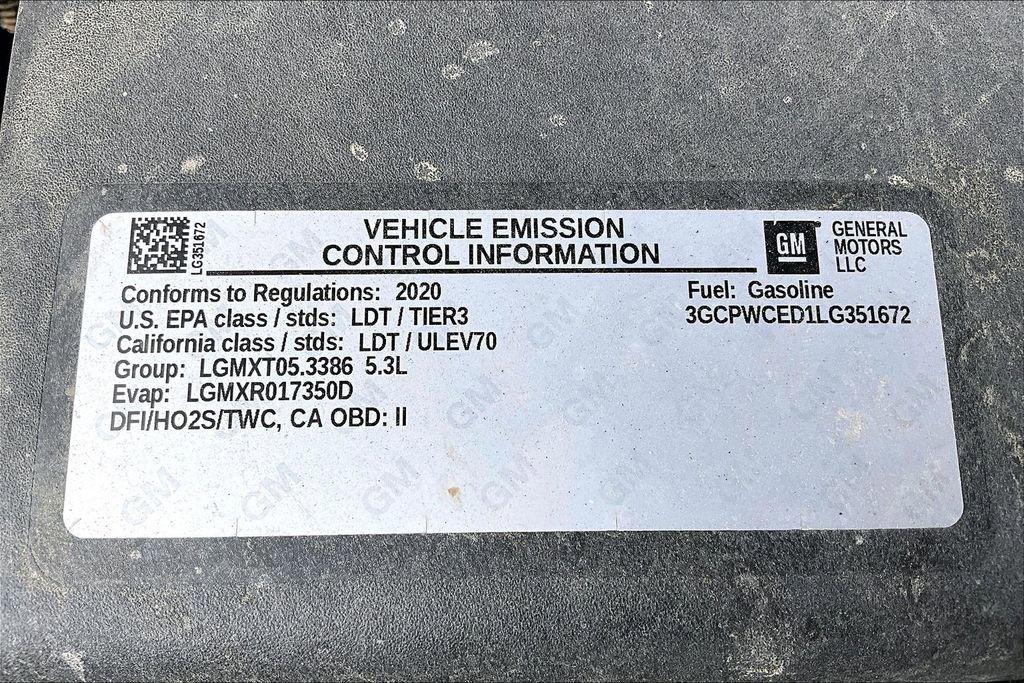 LG351672
VEHICLE EMISSION
CONTROL INFORMATION
GM
GENERAL
MOTORS
LLC
Conforms to Regulations: 2020
U.S. EPA class / stds: LDT / TIER3
California class / stds: LDT / ULEV70
Group: LGMXT05.3386 5.3L
Evap: LGMXR017350D
DFI/HO2S/TWC, CA OBD: II
Fuel: Gasoline
3GCPWCED1LG351672